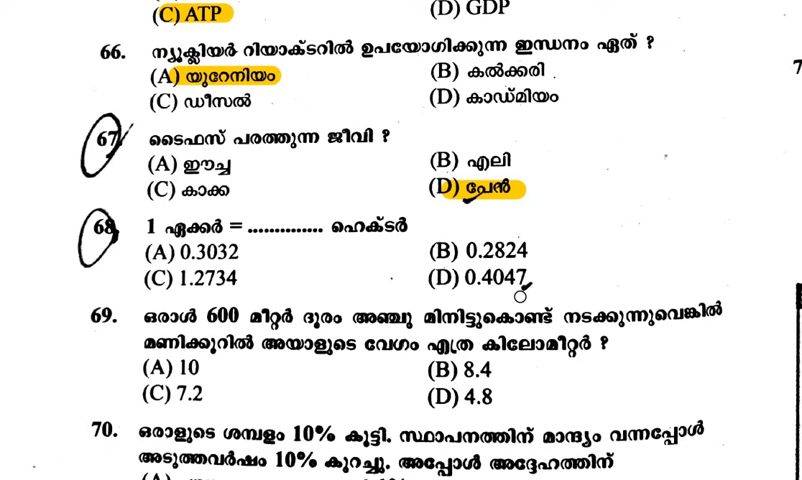 (C) ATP (D) GDP
66. ന്യൂക്ലിയർ റിയാക്ടറിൽ ഉപയോഗിക്കുന്ന ഇന്ധനം ഏത് ?
(A) യുറേനിയം (B) കൽക്കരി
(C) ഡീസൽ (D) കാഡ്മിയം
67. ടൈഫസ് പരത്തുന്ന ജീവി ?
(A) ഈച്ച (B) എലി
(C) കാക്ക (D) പേൻ
68. 1 ഏക്കർ = .............. ഹെക്ടർ
(A) 0.3032 (B) 0.2824
(C) 1.2734 (D) 0.4047
69. ഒരാൾ 600 മീറ്റർ ദൂരം അഞ്ചു മിനിട്ടുകൊണ്ട് നടക്കുന്നുവെങ്കിൽ
മണിക്കൂറിൽ അയാളുടെ വേഗം എത്ര കിലോമീറ്റർ ?
(A) 10 (B) 8.4
(C) 7.2 (D) 4.8
70. ഒരാളുടെ ശമ്പളം 10% കൂട്ടി. സ്ഥാപനത്തിന് മാന്ദ്യം വന്നപ്പോൾ
അടുത്തവർഷം 10% കുറച്ചു. അപ്പോൾ അദ്ദേഹത്തിന്